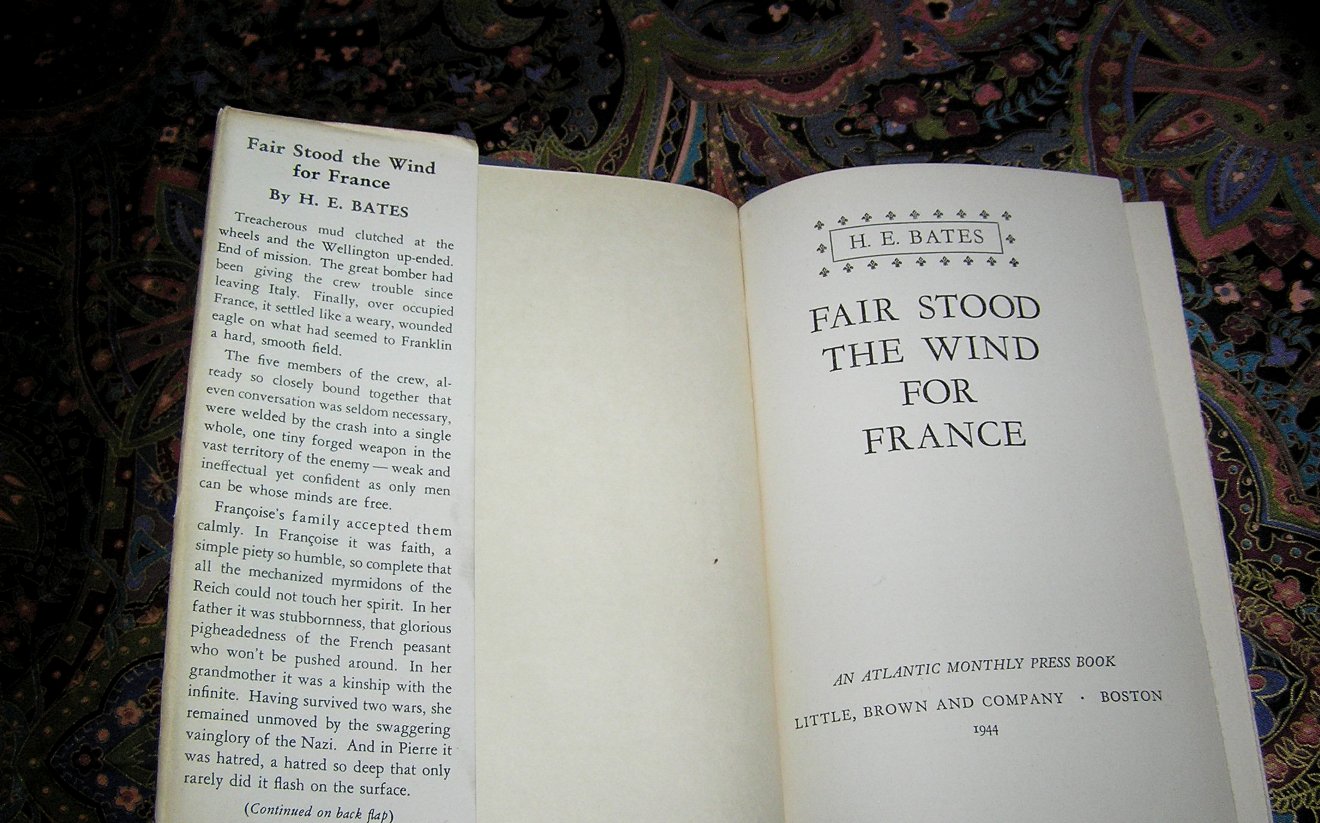 Fair Stood the Wind
for France
By H. E. BATES
Treacherous mud clutched at the
wheels and the Wellington up-ended.
End of mission. The great bomber had
been giving the crew trouble since
leaving Italy. Finally, over occupied
France, it settled like a weary, wounded
eagle on what had seemed to Franklin
a hard, smooth field.
The five members of the crew, al-
ready so closely bound together that
even conversation was seldom necessary,
were welded by the crash into a single
whole, one tiny forged weapon in the
vast territory of the enemy — weak and
ineffectual yet confident as only men
can be whose minds are free.
Françoise's family accepted them
calmly. In Françoise it was faith, a
simple piety so humble, so complete that
all the mechanized myrmidons of the
Reich could not touch her spirit. In her
father it was stubbornness, that glorious
pigheadedness of the French peasant
who won't be pushed around. In her
grandmother it was a kinship with the
infinite. Having survived two wars, she
remained unmoved by the swaggering
vainglory of the Nazi. And in Pierre it
was hatred, a hatred so deep that only
rarely did it flash on the surface.
(Continued on back flap)
H. E. BATES
FAIR STOOD
THE WIND
FOR
FRANCE
AN ATLANTIC MONTHLY PRESS BOOK
LITTLE, BROWN AND COMPANY · BOSTON
1944